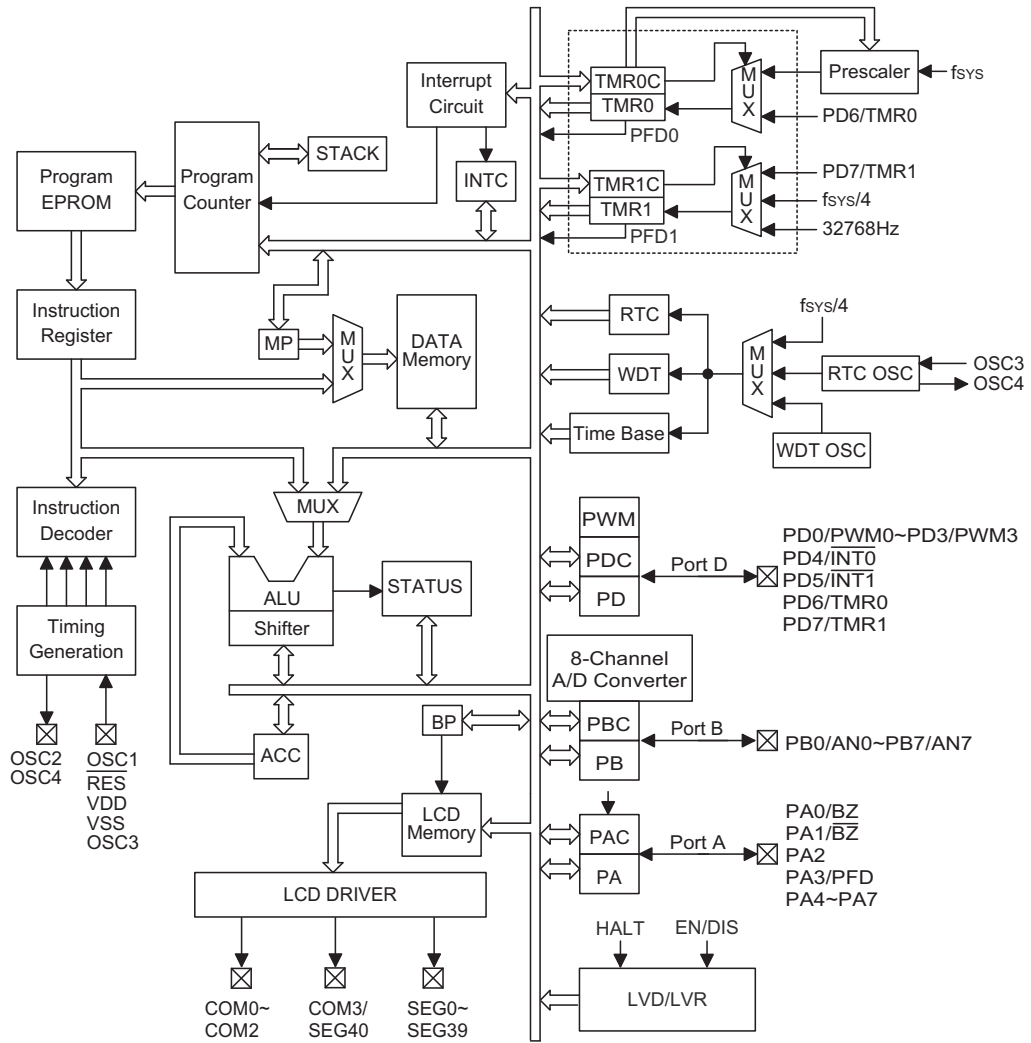 Interrupt
Circuit
TMR0C
TMR0
MUX
Prescaler
fSYS
PD6/TMR0
PFD0
STACK
INTC
Program
EPROM
Program
Counter
TMR1C
TMR1
MUX
PD7/TMR1
fSYS/4
32768Hz
PFD1
Instruction
Register
MP
MUX
DATA
Memory
RTC
WDT
Time Base
MUX
fSYS/4
RTC OSC
OSC3
OSC4
WDT OSC
Instruction
Decoder
MUX
ALU
Shifter
STATUS
PWM
PDC
PD
Port D
PD0/PWM0~PD3/PWM3
PD4/I̅N̅T̅0̅
PD5/I̅N̅T̅1̅
PD6/TMR0
PD7/TMR1
Timing
Generation
OSC2
OSC4
OSC1
R̅E̅S̅
VDD
VSS
OSC3
ACC
BP
8-Channel
A/D Converter
PBC
PB
Port B
PB0/AN0~PB7/AN7
LCD
Memory
PAC
PA
Port A
PA0/BZ
PA1/B̅Z̅
PA2
PA3/PFD
PA4~PA7
LCD DRIVER
COM0~
COM2
COM3/
SEG40
SEG0~
SEG39
HALT
EN/DIS
LVD/LVR